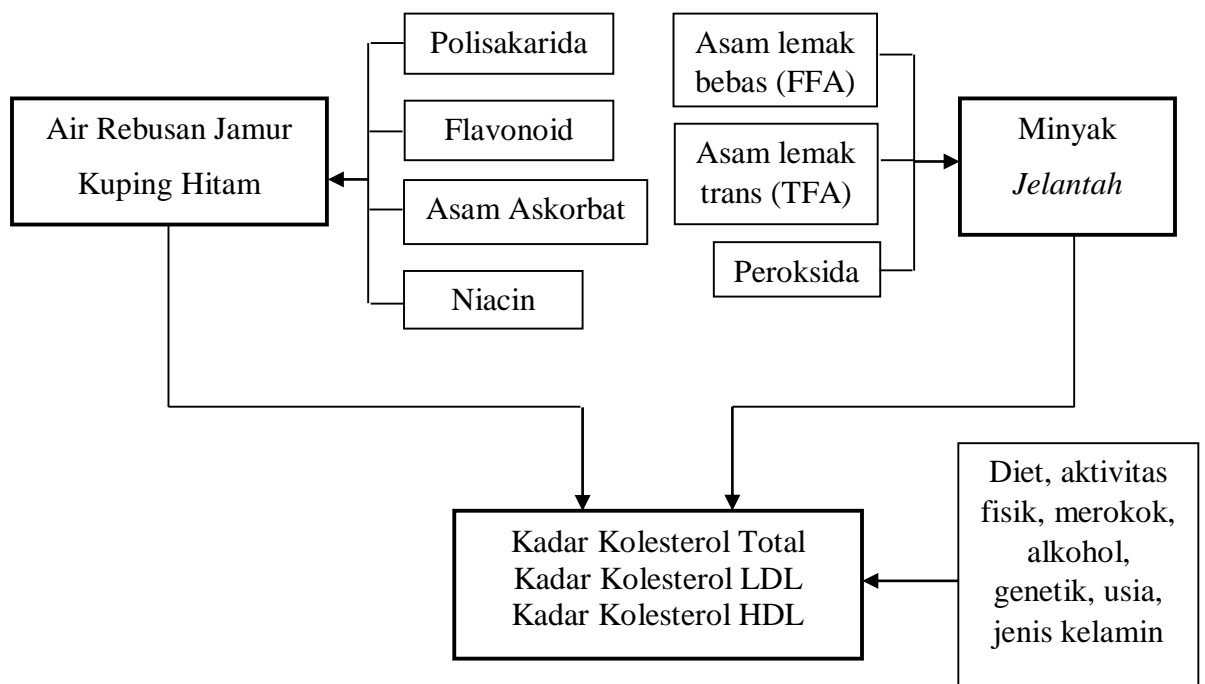 Polisakarida
Flavonoid
Asam Askorbat
Niacin
Air Rebusan Jamur
Kuping Hitam
Asam lemak
bebas (FFA)
Asam lemak
trans (TFA)
Peroksida
Minyak
Jelantah
Kadar Kolesterol Total
Kadar Kolesterol LDL
Kadar Kolesterol HDL
Diet, aktivitas
fisik, merokok,
alkohol,
genetik, usia,
jenis kelamin